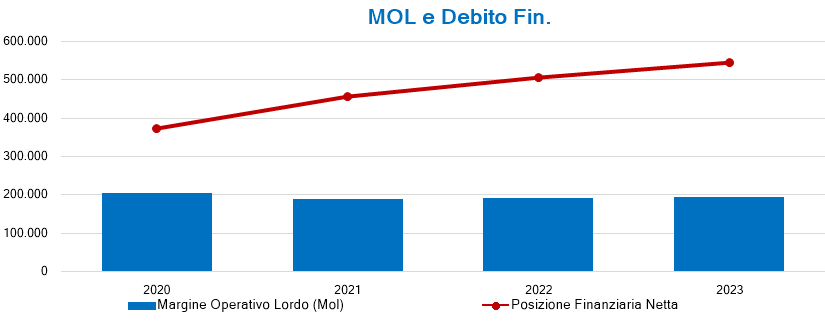 MOL e Debito Fin.
600.000
500.000
400.000
300.000
200.000
100.000
0
2020 2021 2022 2023
Margine Operativo Lordo (Mol) Posizione Finanziaria Netta